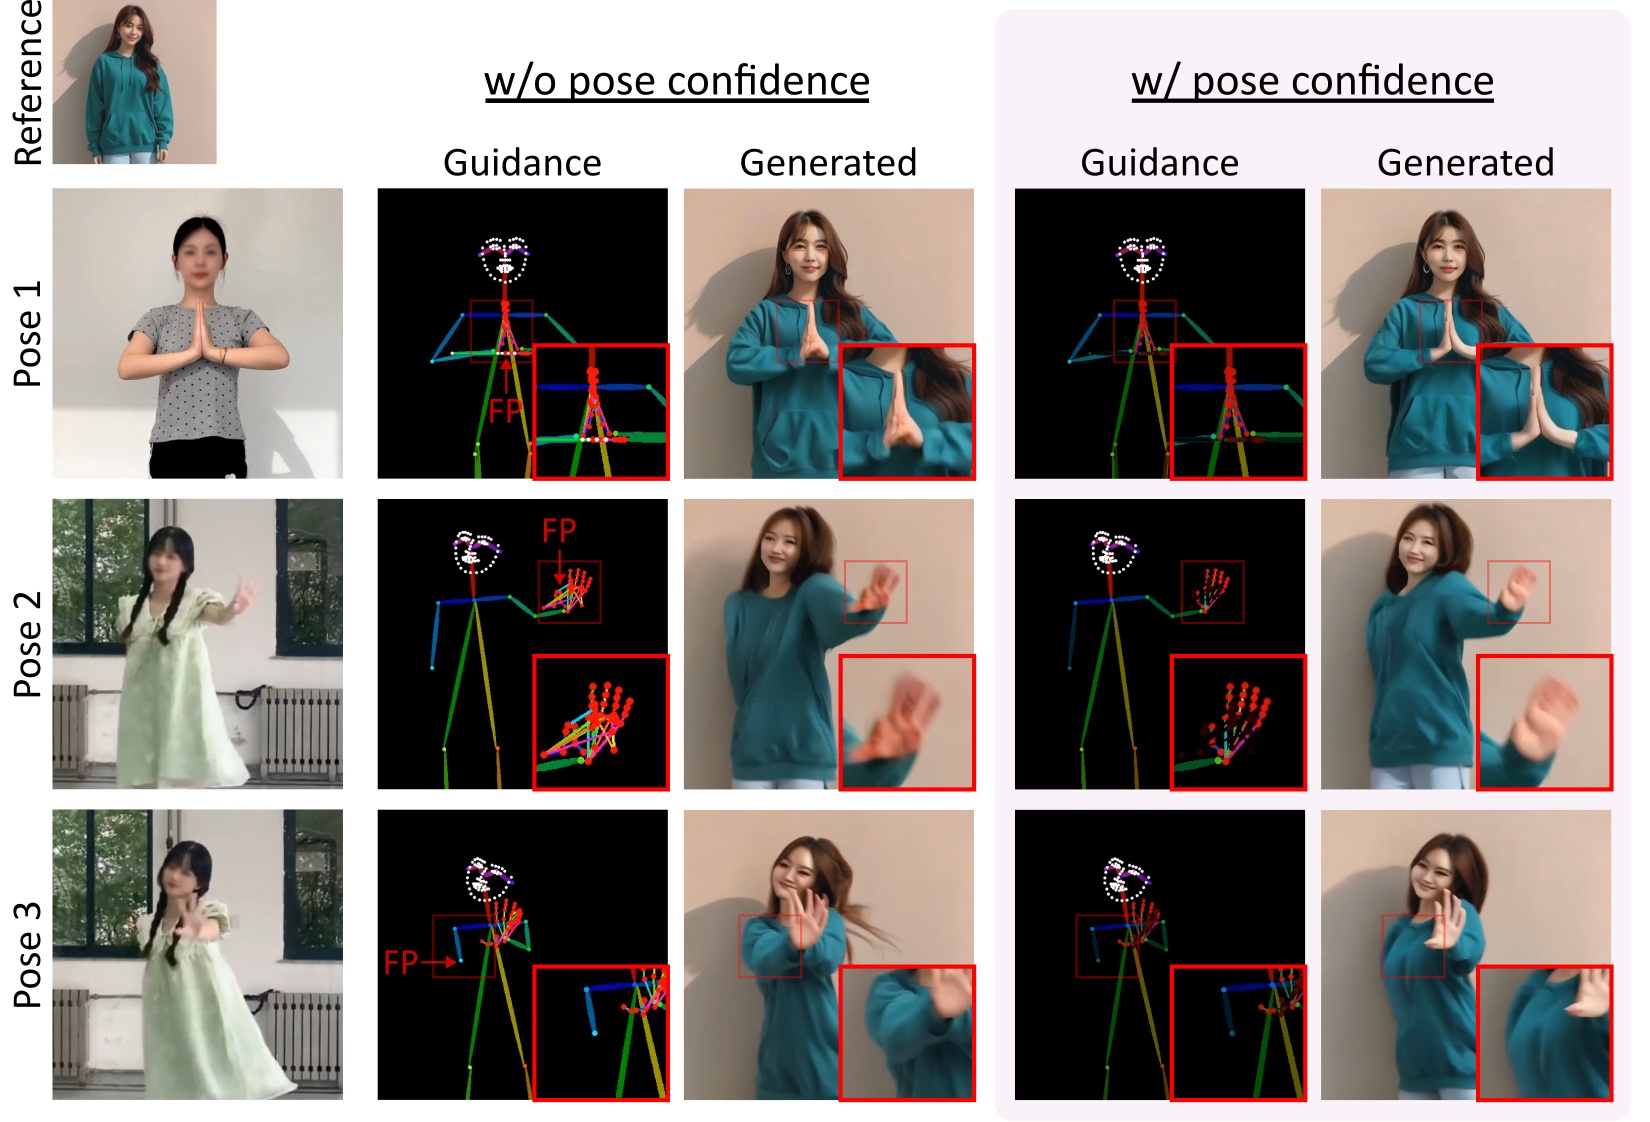 Reference
w/o pose confidence
w/ pose confidence
Guidance
Generated
Guidance
Generated
Pose 1
FP
Pose 2
FP
Pose 3
FP